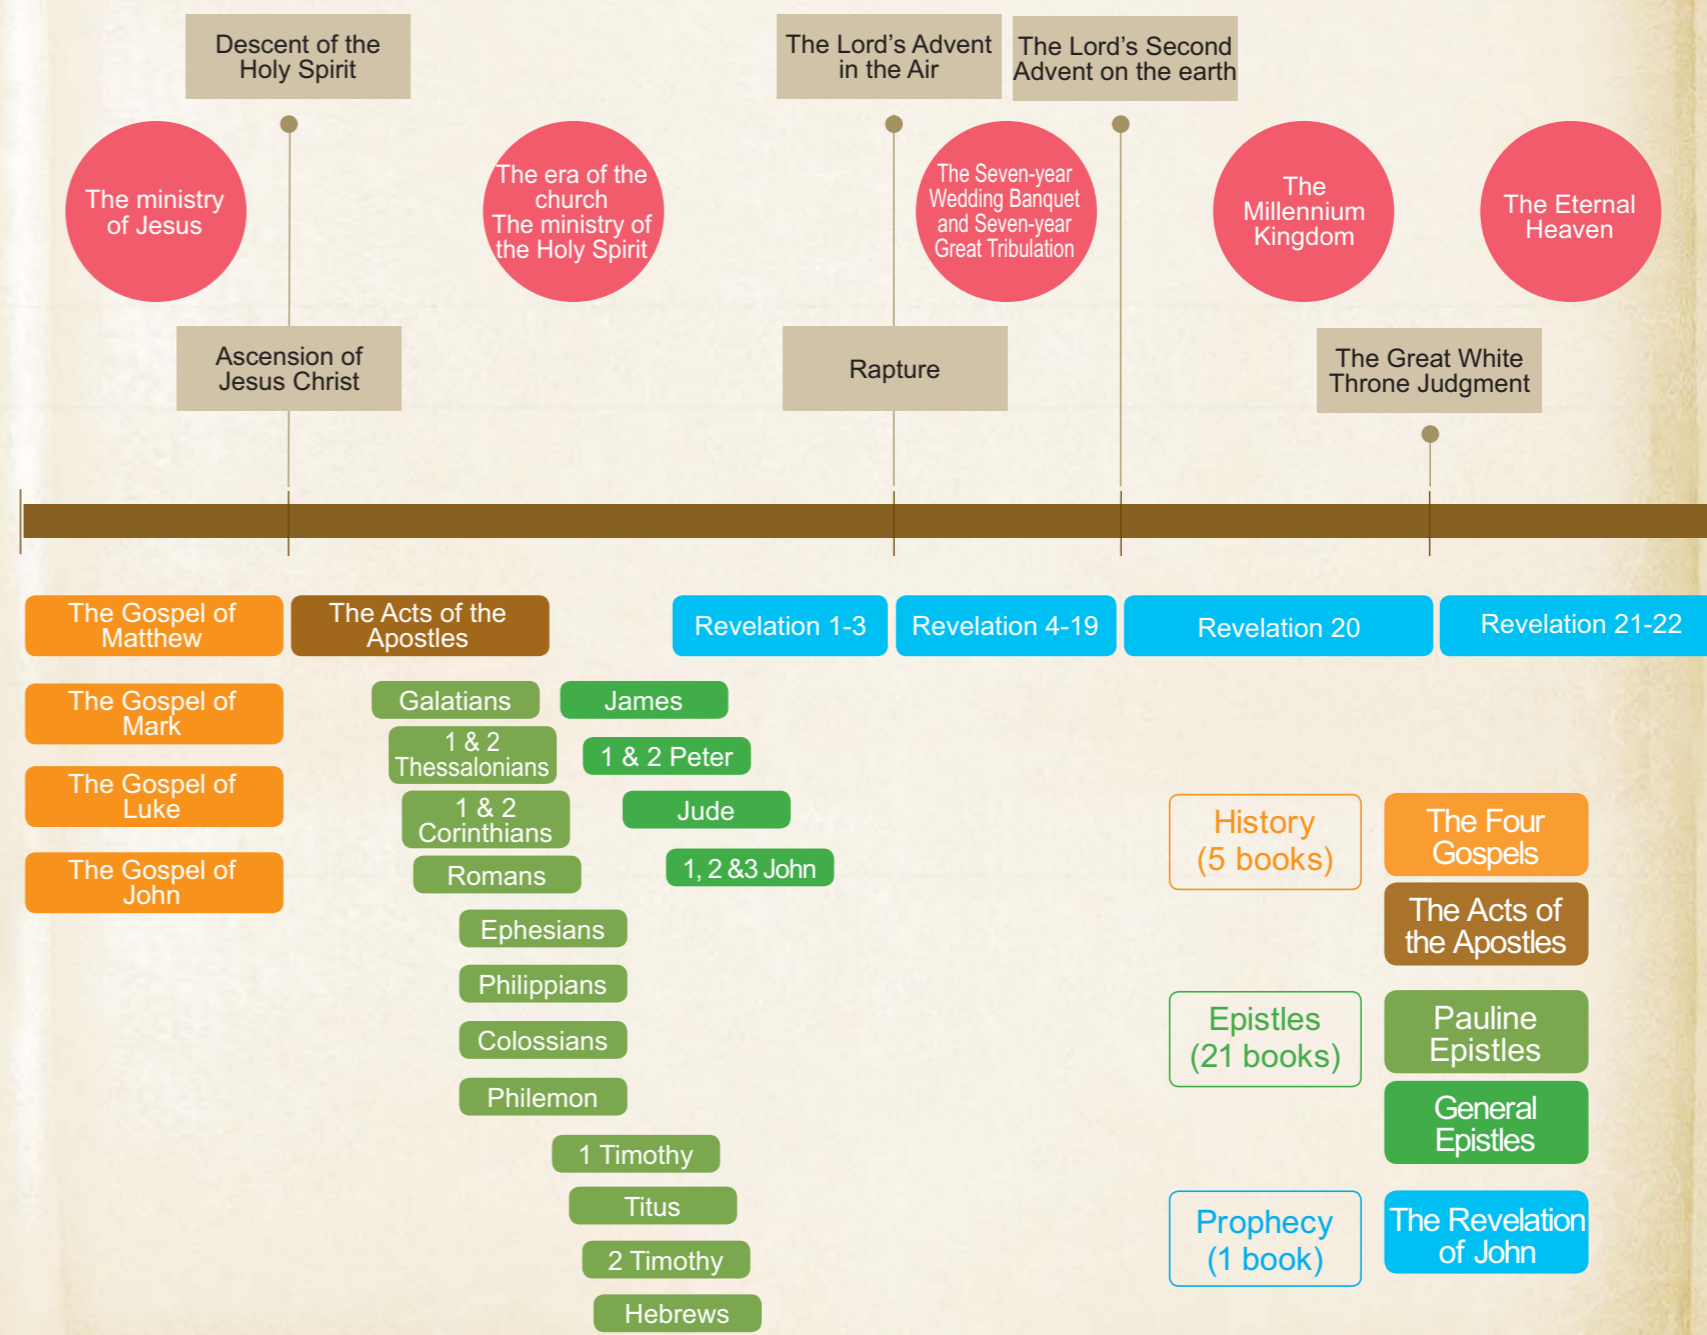 Descent of the
Holy Spirit
The Lord's Advent
in the Air
The Lord's Second
Advent on the earth
The ministry
of Jesus
The era of the
church
The ministry of
the Holy Spirit
The Seven-year
Wedding Banquet
and Seven-year
Great Tribulation
The
Millennium
Kingdom
The Eternal
Heaven
Ascension of
Jesus Christ
Rapture
The Great White
Throne Judgment
The Gospel of
Matthew
The Acts of the
Apostles
Revelation 1-3
Revelation 4-19
Revelation 20
Revelation 21-22
The Gospel of
Mark
The Gospel of
Luke
The Gospel of
John
Galatians
1 & 2
Thessalonians
1 & 2
Corinthians
Romans
Ephesians
Philippians
Colossians
Philemon
1 Timothy
Titus
2 Timothy
Hebrews
James
1 & 2 Peter
Jude
1, 2 &3 John
History
(5 books)
The Four
Gospels
The Acts of
the Apostles
Epistles
(21 books)
Pauline
Epistles
General
Epistles
Prophecy
(1 book)
The Revelation
of John